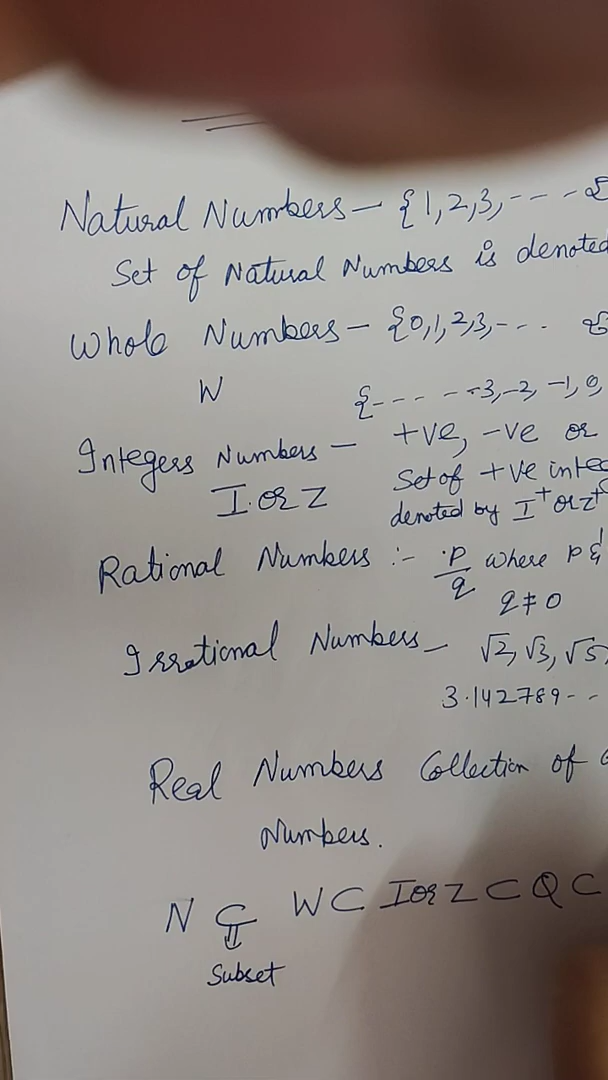 Natural Numbers - {1,2,3,- - - -
Set of Natural Numbers is denoted
Whole Numbers - {0,1,2,3,- - -
W
{- - - - -3,-2, -1, 0,
Integers Numbers - +ve, -ve or
I or Z
Set of +ve
denoted by I⁺ or Z⁺
Rational Numbers :- p/q where p &
q ≠ 0
Irrational Numbers - √2, √3, √5,
3.142789- -
Real Numbers Collection of
Numbers.
N ⊂ W ⊂ I or Z ⊂ Q ⊂
⇓
Subset